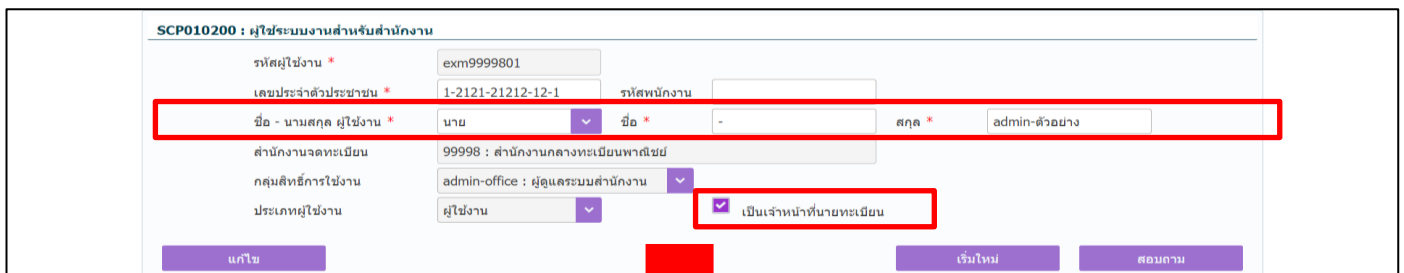 SCP010200 : ผู้ใช้ระบบงานสำหรับสำนักงาน
รหัสผู้ใช้งาน * exm9999801
เลขประจำตัวประชาชน * 1-2121-21212-12-1 รหัสพนักงาน
ชื่อ - นามสกุล ผู้ใช้งาน * นาย ชื่อ * - สกุล * admin-ตัวอย่าง
สำนักงานจดทะเบียน 99998 : สำนักงานกลางทะเบียนพาณิชย์
กลุ่มสิทธิ์การใช้งาน admin-office : ผู้ดูแลระบบสำนักงาน
ประเภทผู้ใช้งาน ผู้ใช้งาน เป็นเจ้าหน้าที่นายทะเบียน
แก้ไข เริ่มใหม่ สอบถาม